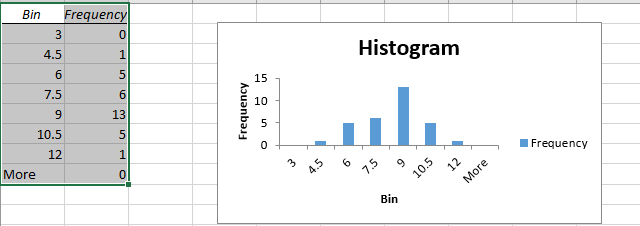 Bin Frequency
3 0
4.5 1
6 5
7.5 6
9 13
10.5 5
12 1
More 0
Histogram
Frequency
15
10
5
0
3 4.5 6 7.5 9 10.5 12 More
Bin
Frequency